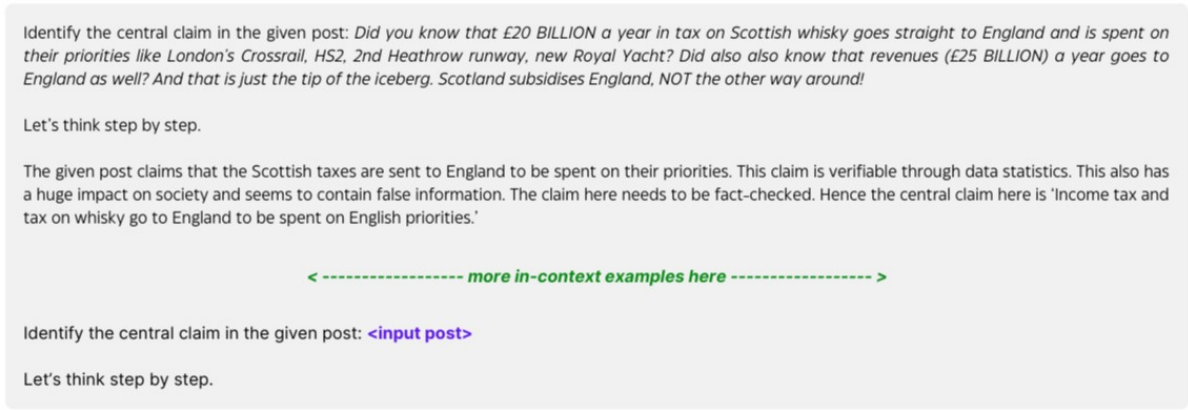 Identify the central claim in the given post: Did you know that £20 BILLION a year in tax on Scottish whisky goes straight to England and is spent on
their priorities like London's Crossrail, HS2, 2nd Heathrow runway, new Royal Yacht? Did also also know that revenues (£25 BILLION) a year goes to
England as well? And that is just the tip of the iceberg. Scotland subsidises England, NOT the other way around!
Let's think step by step.
The given post claims that the Scottish taxes are sent to England to be spent on their priorities. This claim is verifiable through data statistics. This also has
a huge impact on society and seems to contain false information. The claim here needs to be fact-checked. Hence the central claim here is 'Income tax and
tax on whisky go to England to be spent on English priorities.'
< ------------------ more in-context examples here ------------------ >
Identify the central claim in the given post: <input post>
Let's think step by step.